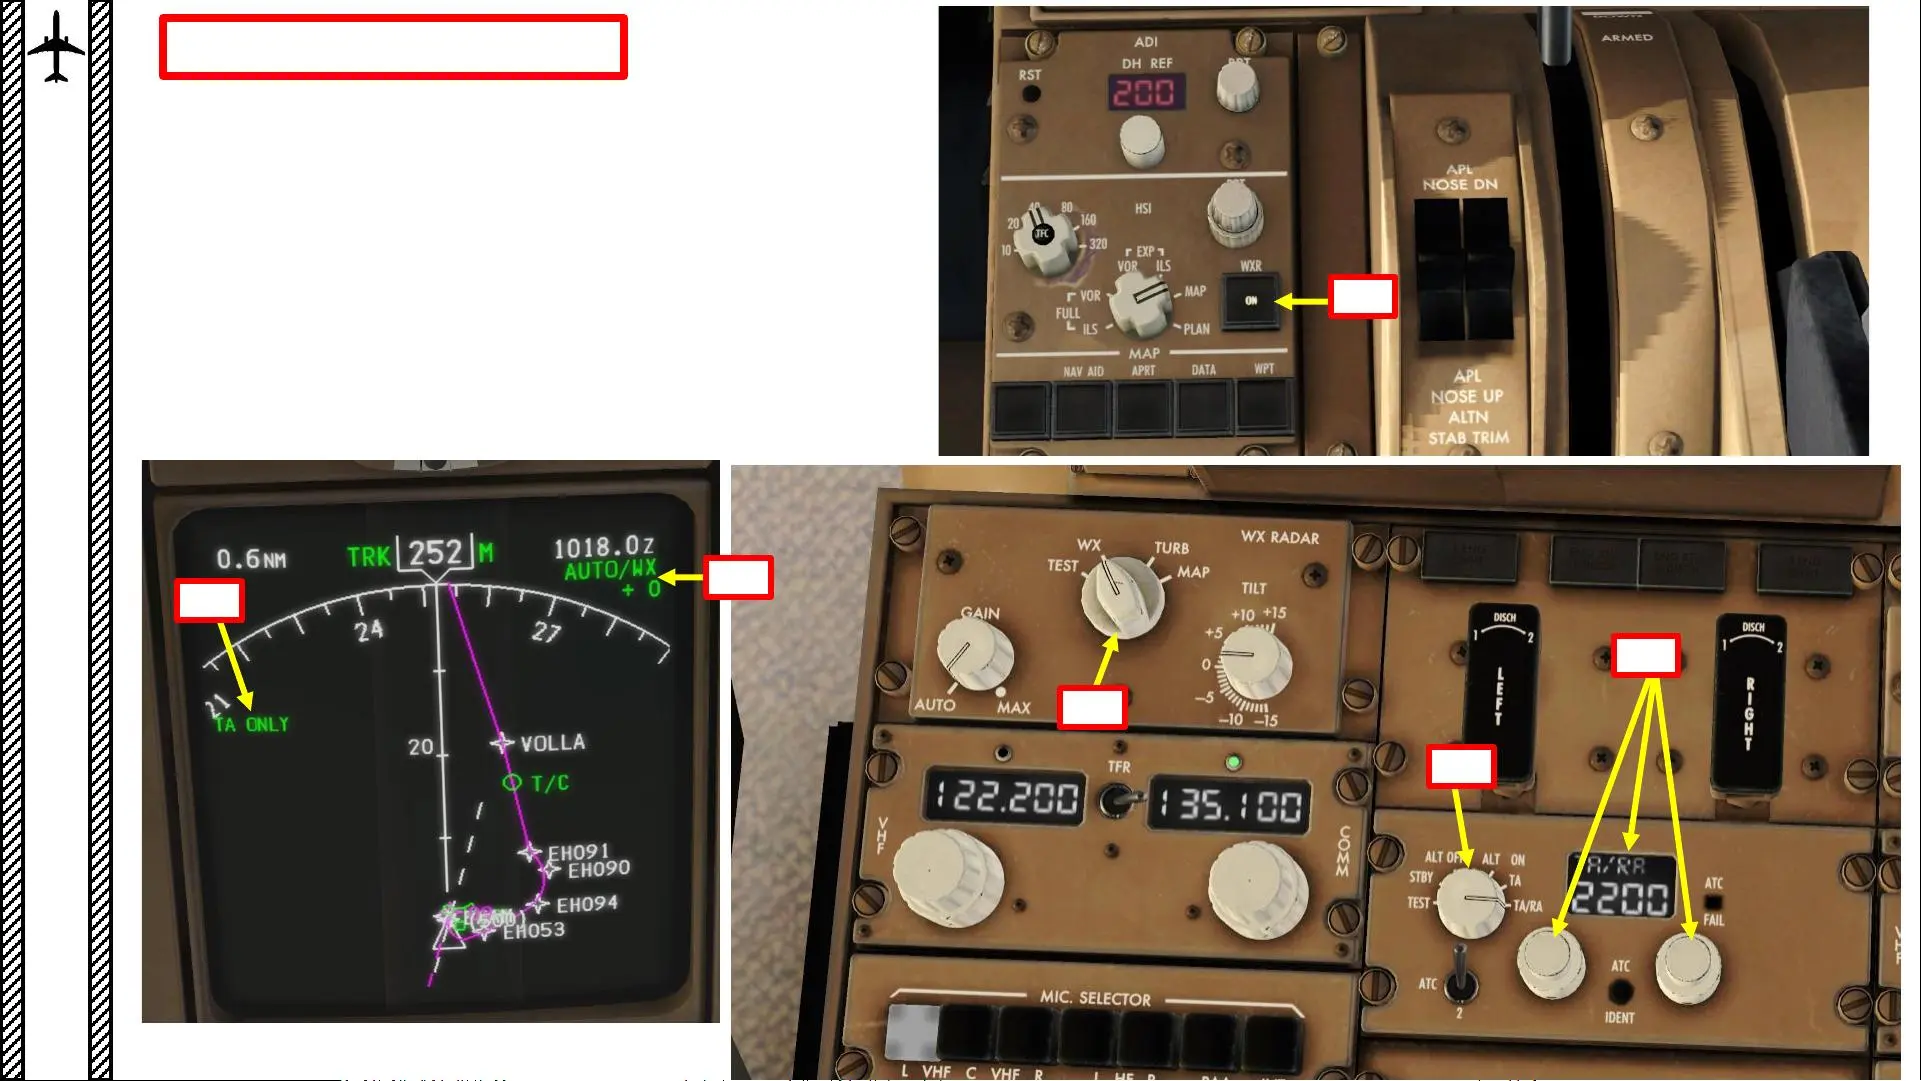 ADI
DH REF
RST
200
HSI
10
20
40
80
160
320
TFC
EXP
VOR
ILS
WXR
ON
VOR
MAP
FULL
ILS
PLAN
MAP
NAV AID
APRT
DATA
WPT
APL
NOSE DN
APL
NOSE UP
ALTN
STAB TRIM
DOWN
ARMED
0.6NM
TRK 252 M
1018.0Z
AUTO/WX
+ 0
24
27
21
TA ONLY
20
VOLLA
T/C
EH091
EH090
EH094
EH053
WX RADAR
TEST
WX
TURB
MAP
GAIN
AUTO
MAX
TILT
+15
+10
+5
0
-5
-10
-15
122.200
TFR
135.100
VHF
COMM
MIC. SELECTOR
L VHF C VHF R
DISCH
1 2
LEFT
DISCH
1 2
RIGHT
ALT OFF
ALT ON
STBY
TA
TEST
TA/RA
TA/RA
2200
ATC
FAIL
ATC
2
ATC
IDENT